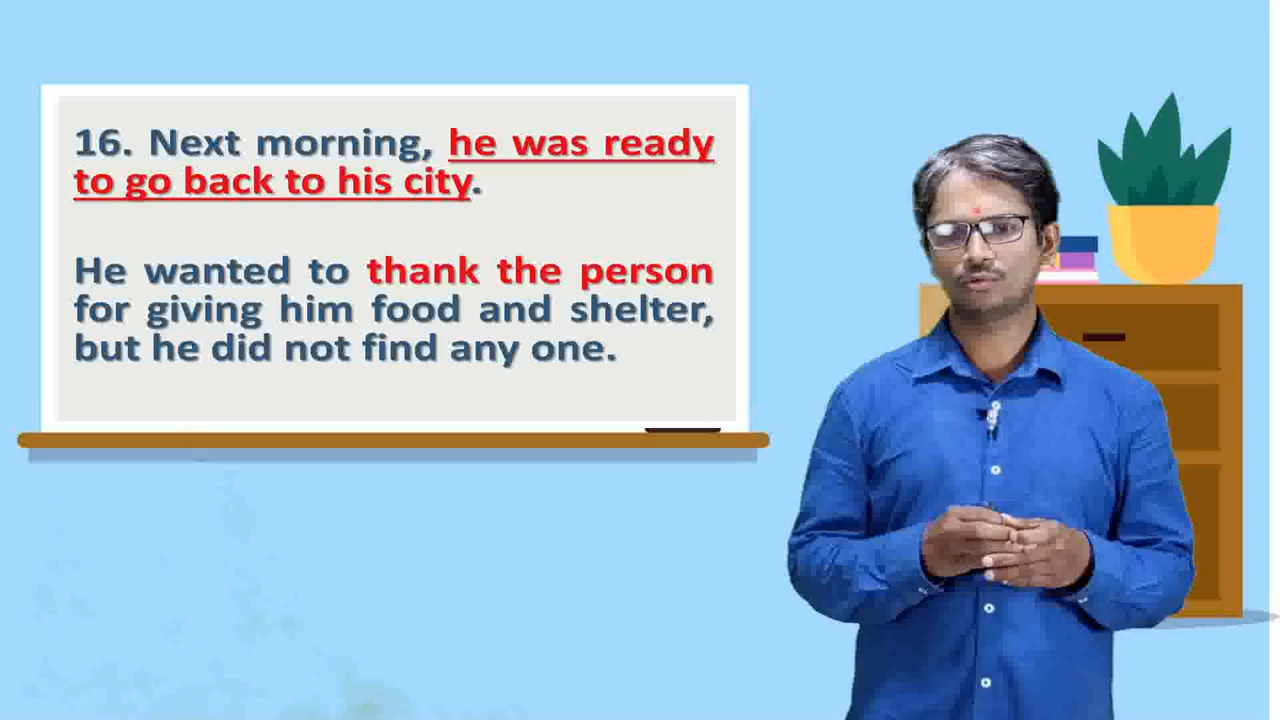 16. Next morning, he was ready
to go back to his city.
He wanted to thank the person
for giving him food and shelter,
but he did not find any one.